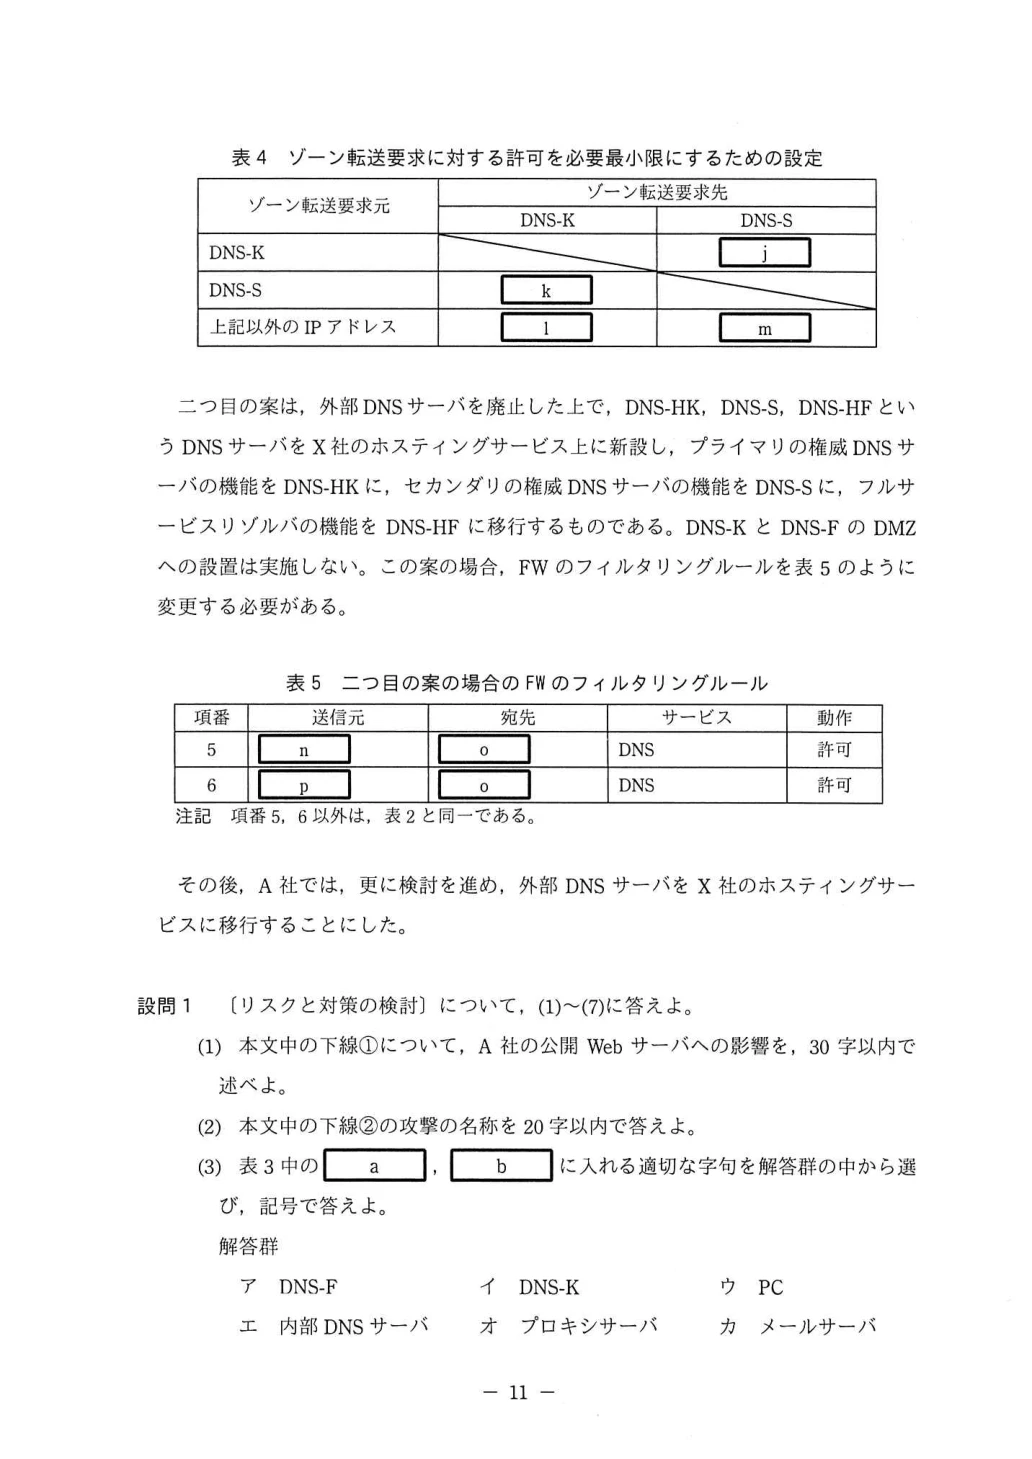 表4 ゾーン転送要求に対する許可を必要最小限にするための設定
ゾーン転送要求元
ゾーン転送要求先
DNS-K
DNS-S
DNS-K
j
DNS-S
k
上記以外の IP アドレス
l
m
二つ目の案は，外部 DNS サーバを廃止した上で，DNS-HK，DNS-S，DNS-HF とい
う DNS サーバを X 社のホスティングサービス上に新設し，プライマリの権威 DNS サ
ーバの機能を DNS-HK に，セカンダリの権威 DNS サーバの機能を DNS-S に，フルサ
ービスリゾルバの機能を DNS-HF に移行するものである。DNS-K と DNS-F の DMZ
への設置は実施しない。この案の場合，FW のフィルタリングルールを表 5 のように
変更する必要がある。
表5 二つ目の案の場合の FW のフィルタリングルール
項番 送信元 宛先 サービス 動作
5 n o DNS 許可
6 p o DNS 許可
注記 項番 5，6 以外は，表 2 と同一である。
その後，A 社では，更に検討を進め，外部 DNS サーバを X 社のホスティングサー
ビスに移行することにした。
設問1 〔リスクと対策の検討〕について，(1)～(7)に答えよ。
(1) 本文中の下線①について，A 社の公開 Web サーバへの影響を，30 字以内で
述べよ。
(2) 本文中の下線②の攻撃の名称を 20 字以内で答えよ。
(3) 表 3 中の a ， b に入れる適切な字句を解答群の中から選
び，記号で答えよ。
解答群
ア DNS-F イ DNS-K ウ PC
エ 内部 DNS サーバ オ プロキシサーバ カ メールサーバ
－ 11 －